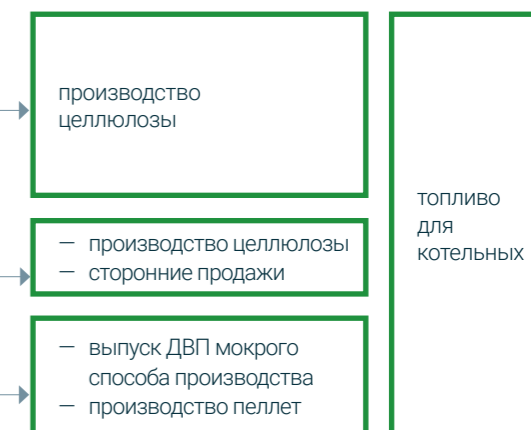 производство
целлюлозы
— производство целлюлозы
— сторонние продажи
— выпуск ДВП мокрого
способа производства
— производство пеллет
топливо
для
котельных